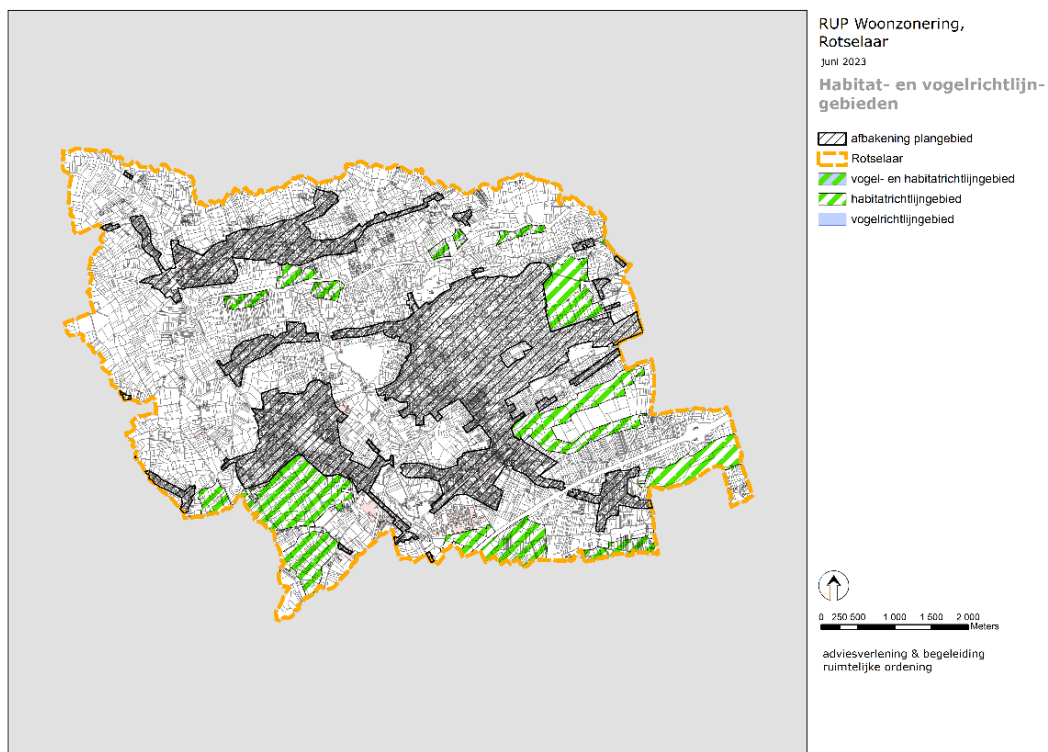 RUP Woonzonering,
Rotselaar
juni 2023
Habitat- en vogelrichtlijn-
gebieden
afbakening plangebied
Rotselaar
vogel- en habitatrichtlijngebied
habitatrichtlijngebied
vogelrichtlijngebied
0 250 500 1 000 1 500 2 000
Meters
adviesverlening & begeleiding
ruimtelijke ordening